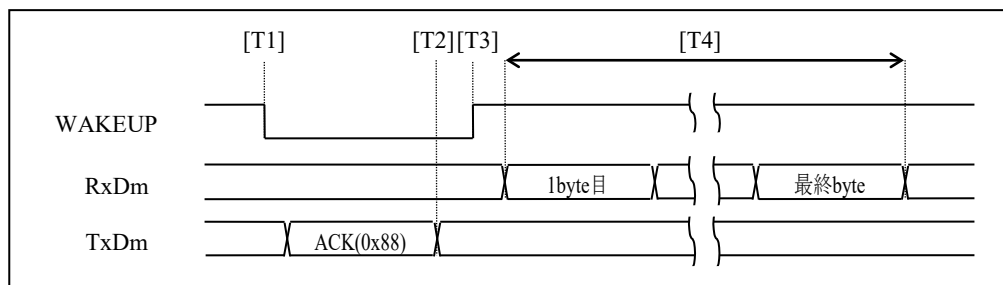 [T1] [T2][T3] [T4]
WAKEUP
RxDm 1byte目 最終byte
TxDm ACK(0x88)